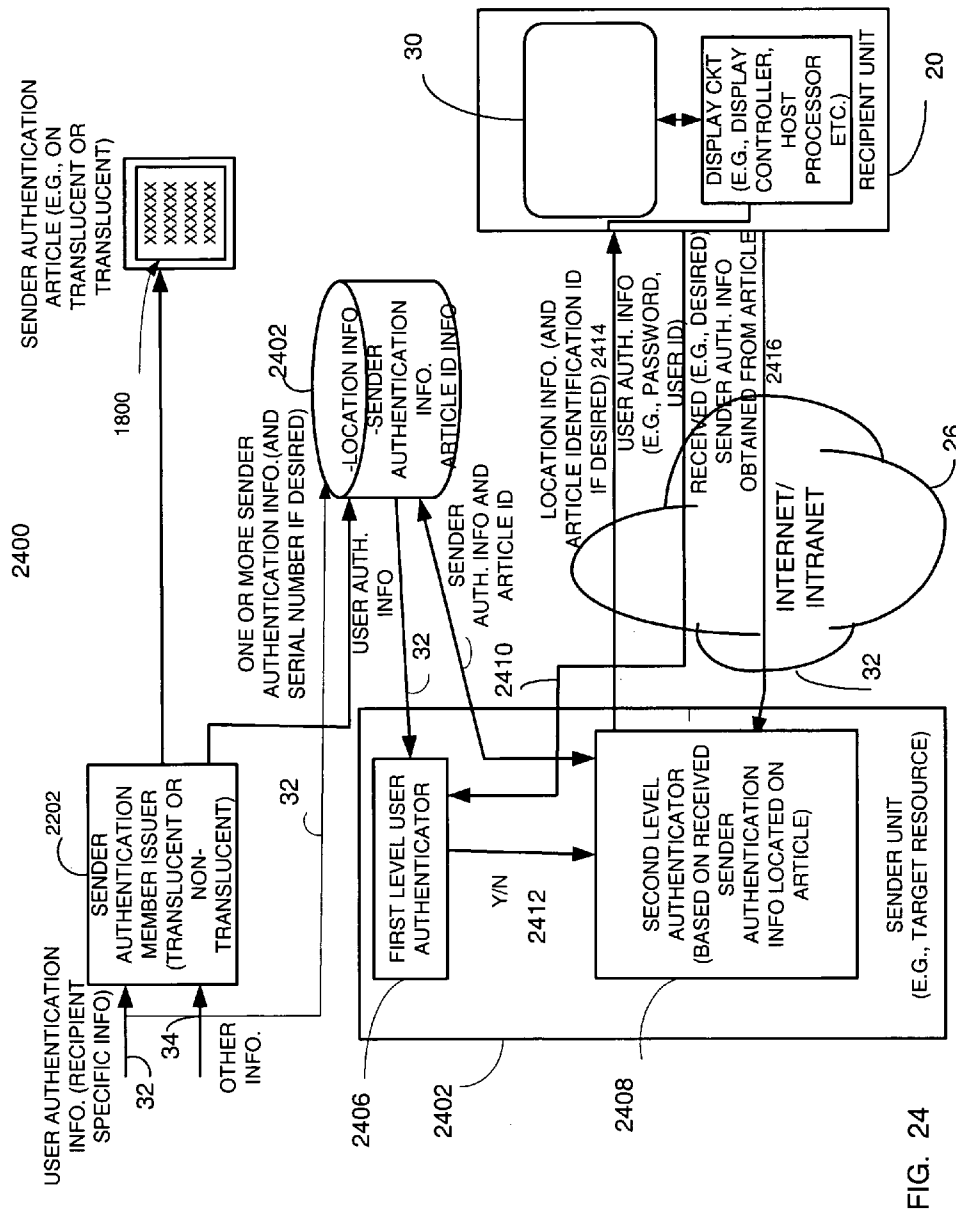 2400
SENDER AUTHENTICATION
ARTICLE (E.G., ON
TRANSLUCENT OR
TRANSLUCENT)
1800
XXXXXX
XXXXXX
XXXXXX
XXXXXX
USER AUTHENTICATION
INFO. (RECIPIENT
SPECIFIC INFO)
32
34
OTHER
INFO.
2202
SENDER
AUTHENTICATION
MEMBER ISSUER
(TRANSLUCENT OR
NON-
TRANSLUCENT)
ONE OR MORE SENDER
AUTHENTICATION INFO.(AND
SERIAL NUMBER IF DESIRED)
USER AUTH.
INFO
32
2402
-LOCATION INFO
-SENDER
AUTHENTICATION
INFO.
ARTICLE ID INFO
32
SENDER
AUTH. INFO AND
ARTICLE ID
2410
FIRST LEVEL USER
AUTHENTICATOR
2406
Y/N
2412
2402
SECOND LEVEL
AUTHENTICATOR
(BASED ON RECEIVED
SENDER
AUTHENTICATION
INFO LOCATED ON
ARTICLE)
2408
SENDER UNIT
(E.G., TARGET RESOURCE)
LOCATION INFO. (AND
ARTICLE IDENTIFICATION ID
IF DESIRED) 2414
USER AUTH. INFO
(E.G., PASSWORD,
USER ID)
RECEIVED (E.G., DESIRED)
SENDER AUTH. INFO
OBTAINED FROM ARTICLE
2416
INTERNET/
INTRANET
32
26
30
DISPLAY CKT
(E.G., DISPLAY
CONTROLLER,
HOST
PROCESSOR
ETC.)
RECIPIENT UNIT
20
FIG. 24